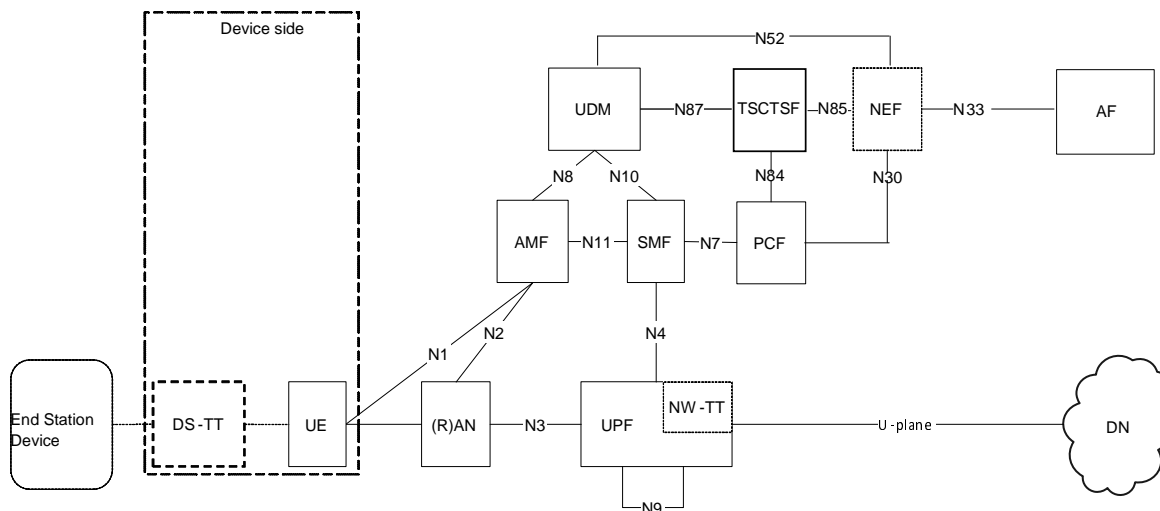 Device side
N52
UDM
N87
TSCTSF
N85
NEF
N33
AF
N8
N10
N84
N30
AMF
N11
SMF
N7
PCF
N1
N2
N4
End Station
Device
DS-TT
UE
(R)AN
N3
UPF
NW-TT
U-plane
DN
N9